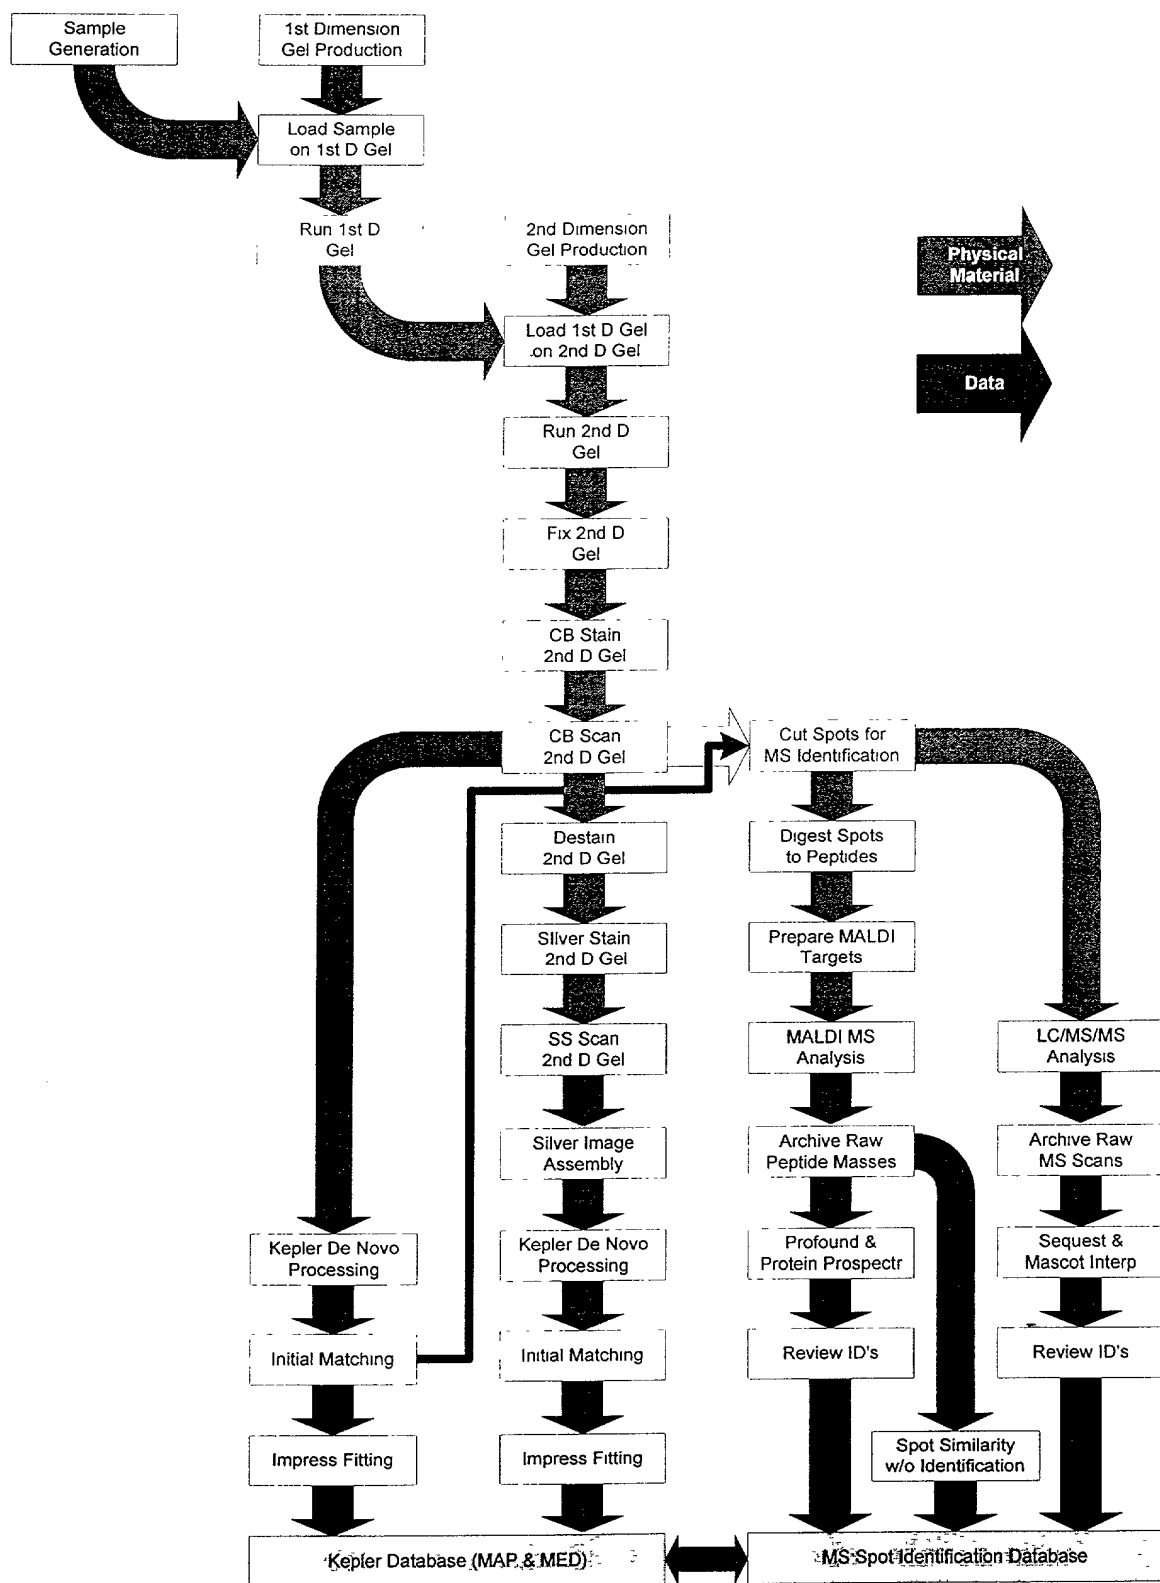 Sample
Generation
1st Dimension
Gel Production
Load Sample
on 1st D Gel
Run 1st D
Gel
2nd Dimension
Gel Production
Physical
Material
Load 1st D Gel
on 2nd D Gel
Data
Run 2nd D
Gel
Fix 2nd D
Gel
CB Stain
2nd D Gel
CB Scan
2nd D Gel
Cut Spots for
MS Identification
Destain
2nd D Gel
Digest Spots
to Peptides
Silver Stain
2nd D Gel
Prepare MALDI
Targets
SS Scan
2nd D Gel
MALDI MS
Analysis
LC/MS/MS
Analysis
Silver Image
Assembly
Archive Raw
Peptide Masses
Archive Raw
MS Scans
Kepler De Novo
Processing
Kepler De Novo
Processing
Profound &
Protein Prospectr
Sequest &
Mascot Interp
Initial Matching
Initial Matching
Review ID's
Review ID's
Impress Fitting
Impress Fitting
Spot Similarity
w/o Identification
Kepler Database (MAP & MED)
MS Spot Identification Database